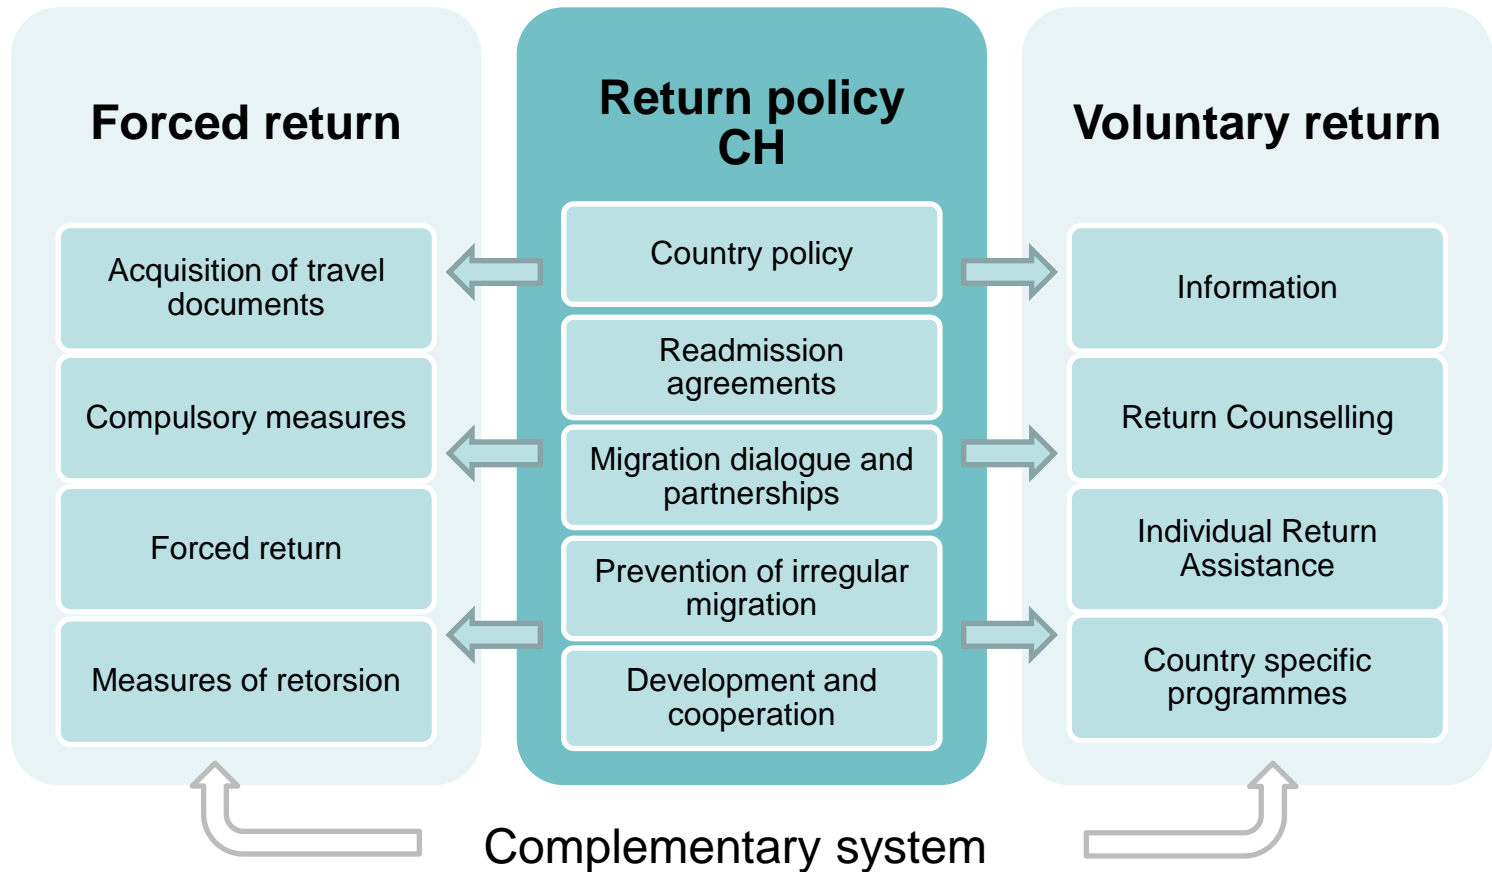 Forced return
Acquisition of travel
documents
Compulsory measures
Forced return
Measures of retorsion
Return policy
CH
Country policy
Readmission
agreements
Migration dialogue and
partnerships
Prevention of irregular
migration
Development and
cooperation
Voluntary return
Information
Return Counselling
Individual Return
Assistance
Country specific
programmes
Complementary system